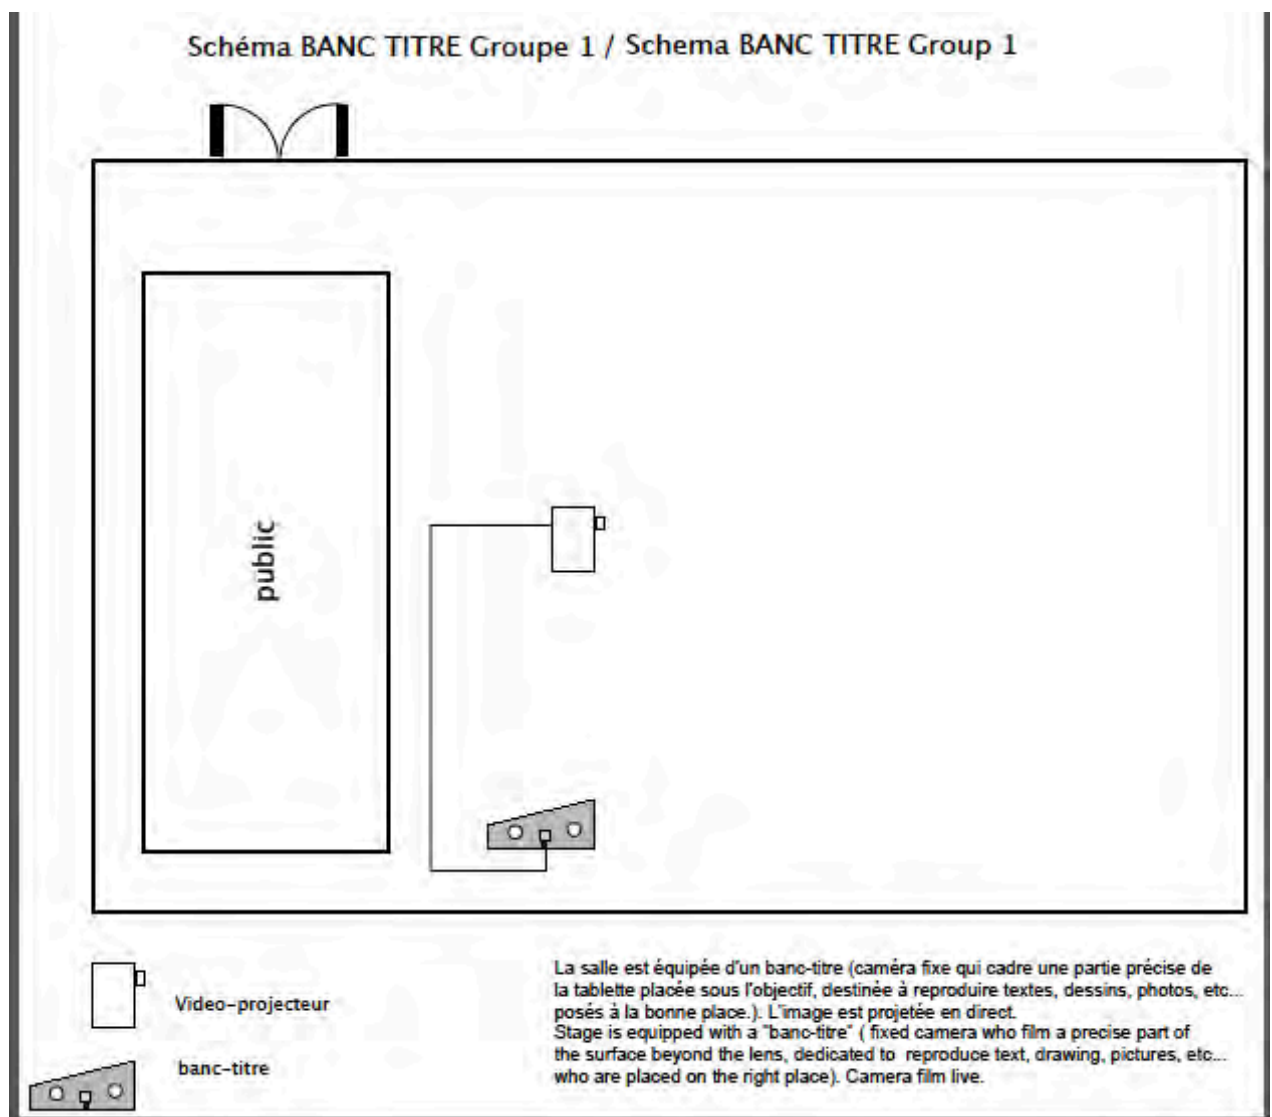 Schéma BANC TITRE Groupe 1 / Schema BANC TITRE Group 1
public
Video-projecteur
banc-titre
La salle est équipée d'un banc-titre (caméra fixe qui cadre une partie précise de
la tablette placée sous l'objectif, destinée à reproduire textes, dessins, photos, etc...
posés à la bonne place.). L'image est projetée en direct.
Stage is equipped with a "banc-titre" ( fixed camera who film a precise part of
the surface beyond the lens, dedicated to reproduce text, drawing, pictures, etc...
who are placed on the right place). Camera film live.